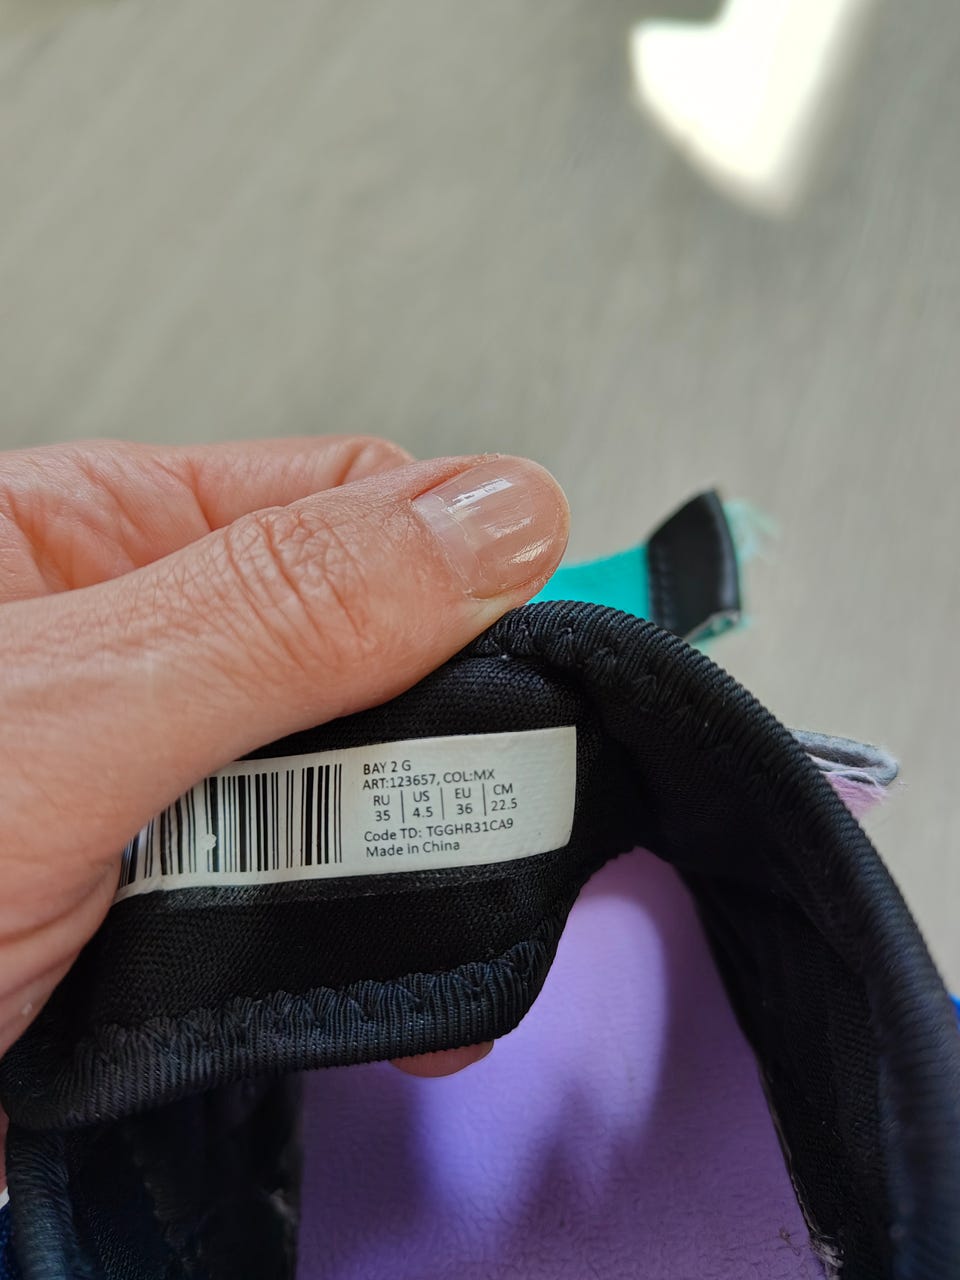 BAY 2 G
ART:123657, COL:MX
RU US EU CM
35 4.5 36 22.5
Code TD: TGGHR31CA9
Made in China